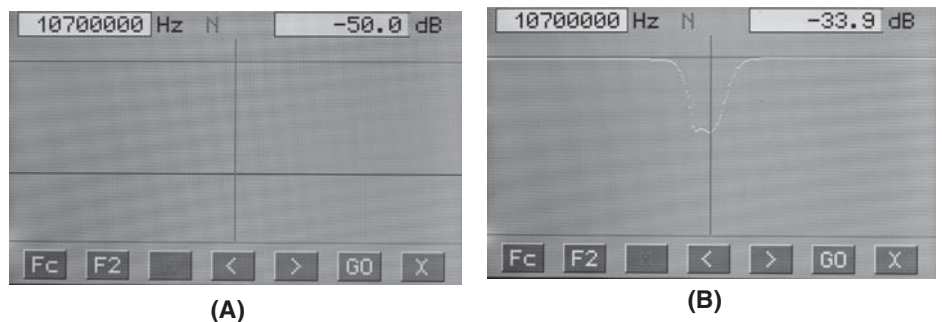 10700000 Hz N -50.0 dB
Fc F2 < > GO X
(A)
10700000 Hz N -33.9 dB
Fc F2 < > GO X
(B)